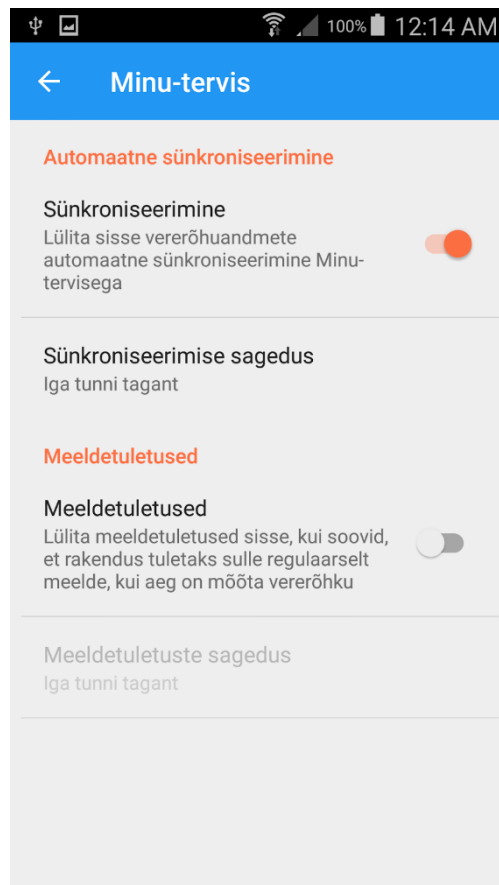 100% 12:14 AM
Minu-tervis
Automaatne sünkroniseerimine
Sünkroniseerimine
Lülita sisse vererõhuandmete
automaatne sünkroniseerimine Minu-
tervisega
Sünkroniseerimise sagedus
Iga tunni tagant
Meeldetuletused
Meeldetuletused
Lülita meeldetuletused sisse, kui soovid,
et rakendus tuletaks sulle regulaarselt
meelde, kui aeg on mõõta vererõhku
Meeldetuletuste sagedus
Iga tunni tagant